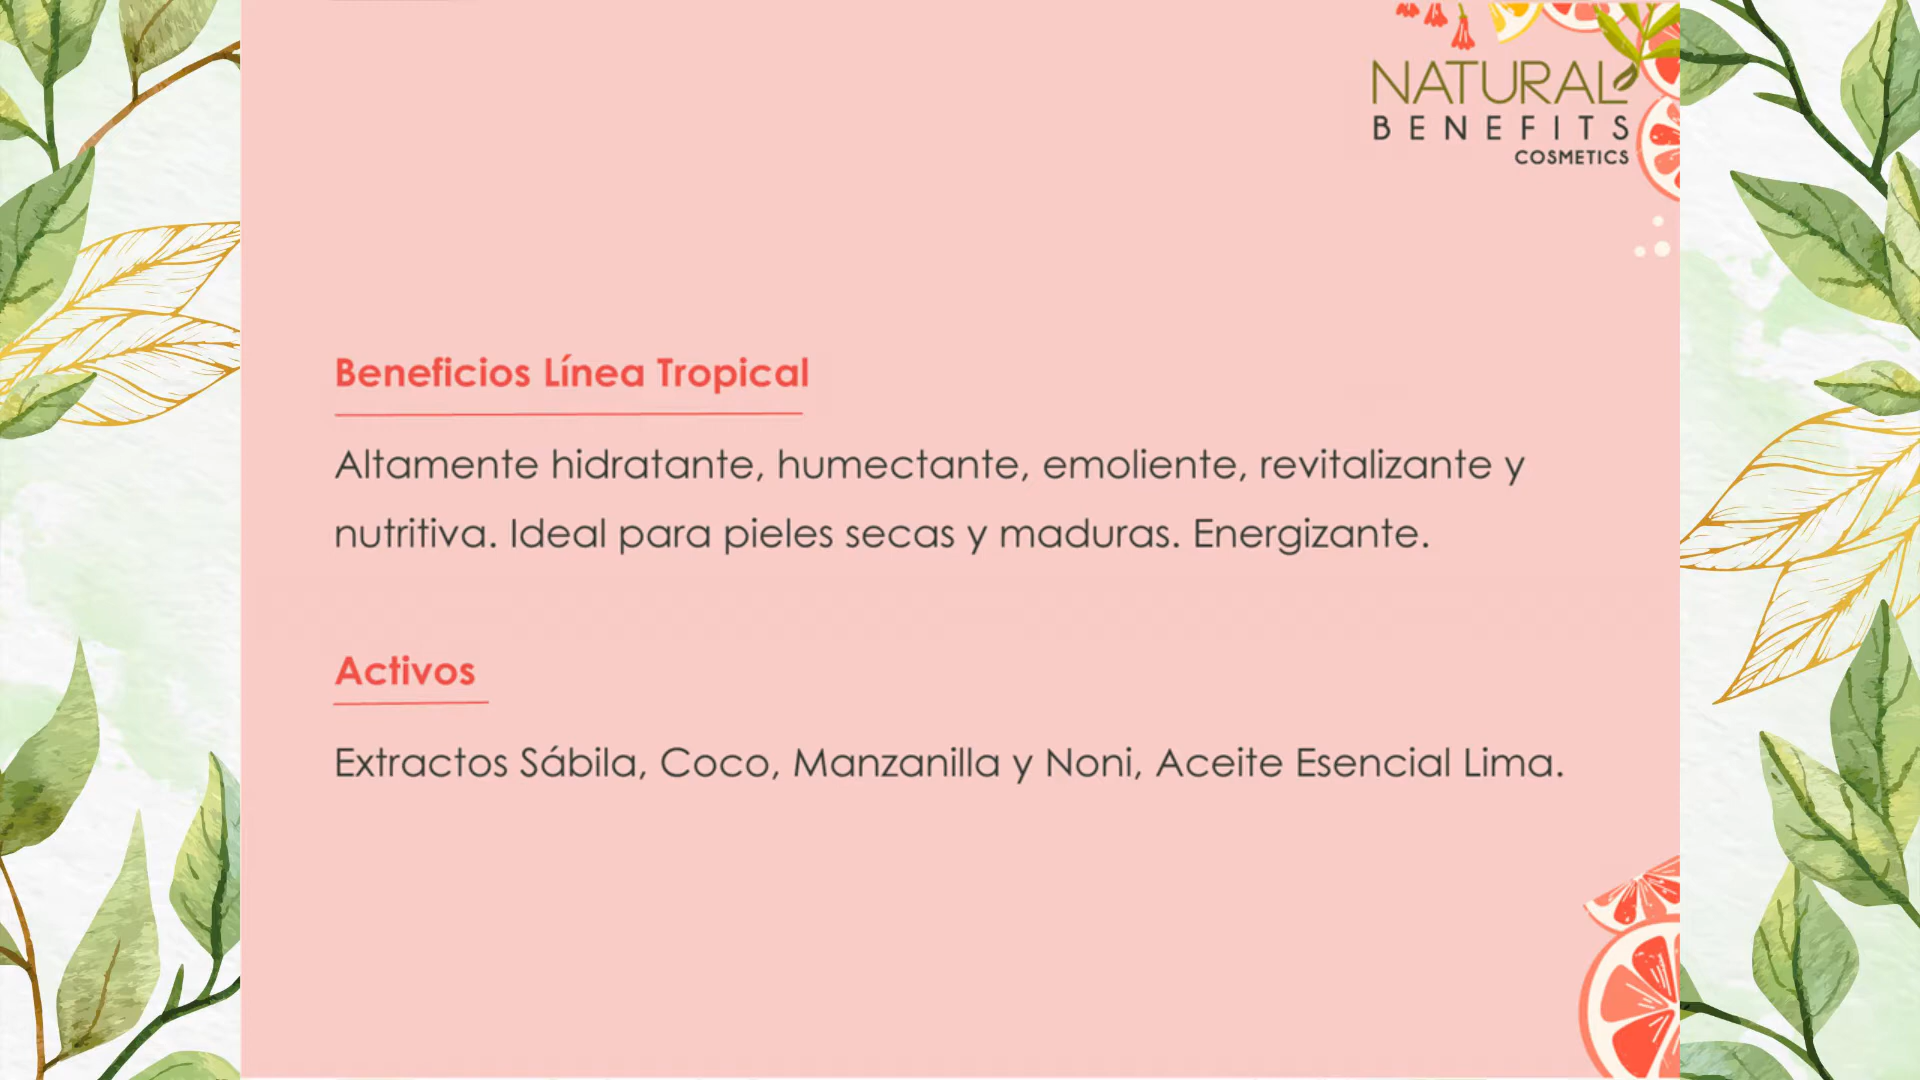 NATURAL
BENEFITS
COSMETICS
Beneficios Línea Tropical
Altamente hidratante, humectante, emoliente, revitalizante y
nutritiva. Ideal para pieles secas y maduras. Energizante.
Activos
Extractos Sábila, Coco, Manzanilla y Noni, Aceite Esencial Lima.